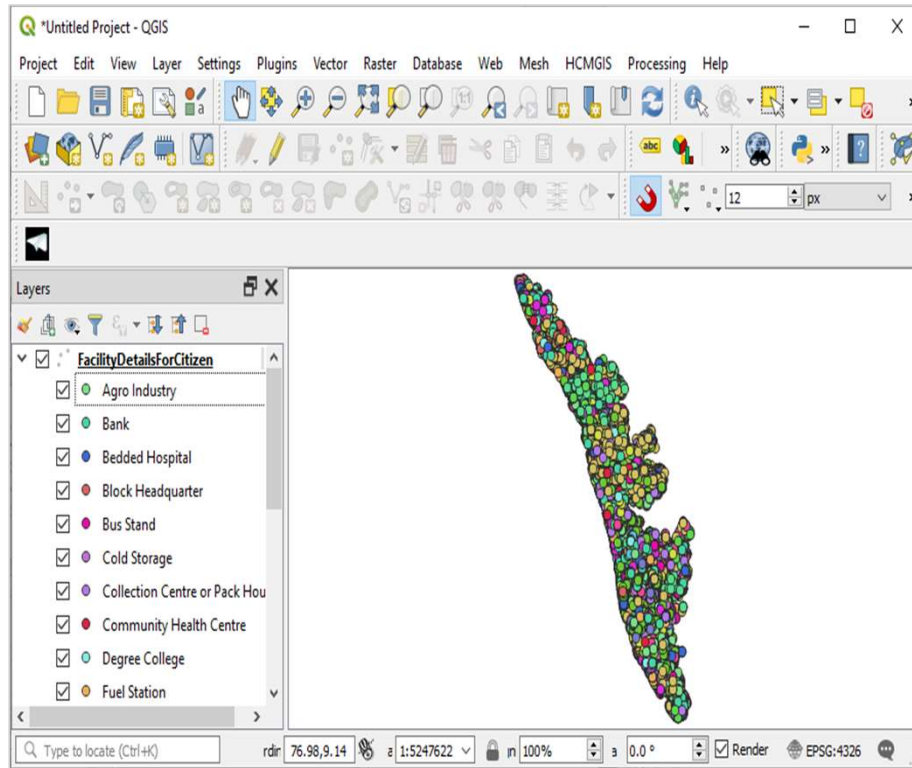 *Untitled Project - QGIS
Project Edit View Layer Settings Plugins Vector Raster Database Web Mesh HCMGIS Processing Help
abc » » ?
12 px
Layers
FacilityDetailsForCitizen
Agro Industry
Bank
Bedded Hospital
Block Headquarter
Bus Stand
Cold Storage
Collection Centre or Pack Hou
Community Health Centre
Degree College
Fuel Station
Type to locate (Ctrl+K) rdir 76.98,9.14 a 1:5247622 ın 100% a 0.0 ° Render EPSG:4326